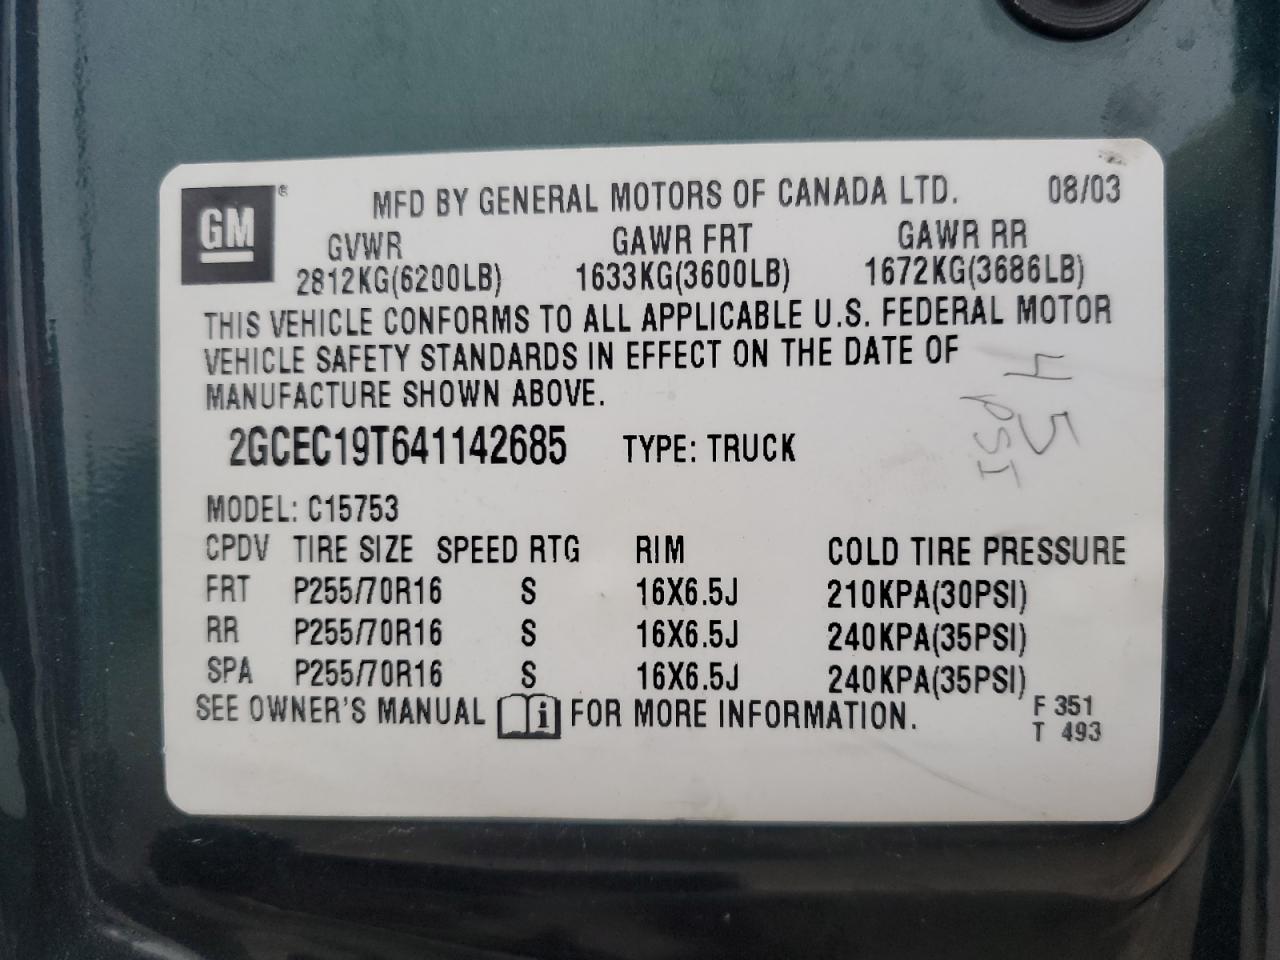 GM ® MFD BY GENERAL MOTORS OF CANADA LTD. 08/03
GVWR GAWR FRT GAWR RR
2812KG(6200LB) 1633KG(3600LB) 1672KG(3686LB)
THIS VEHICLE CONFORMS TO ALL APPLICABLE U.S. FEDERAL MOTOR
VEHICLE SAFETY STANDARDS IN EFFECT ON THE DATE OF
MANUFACTURE SHOWN ABOVE.
45
PSI
2GCEC19T641142685 TYPE: TRUCK
MODEL: C15753
CPDV TIRE SIZE SPEED RTG RIM COLD TIRE PRESSURE
FRT P255/70R16 S 16X6.5J 210KPA(30PSI)
RR P255/70R16 S 16X6.5J 240KPA(35PSI)
SPA P255/70R16 S 16X6.5J 240KPA(35PSI)
SEE OWNER'S MANUAL i FOR MORE INFORMATION.
F 351
T 493